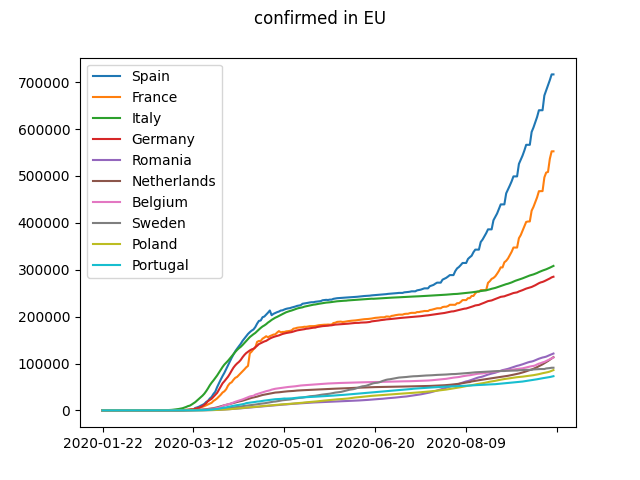 confirmed in EU
700000
600000
500000
400000
300000
200000
100000
0
Spain
France
Italy
Germany
Romania
Netherlands
Belgium
Sweden
Poland
Portugal
2020-01-22 2020-03-12 2020-05-01 2020-06-20 2020-08-09